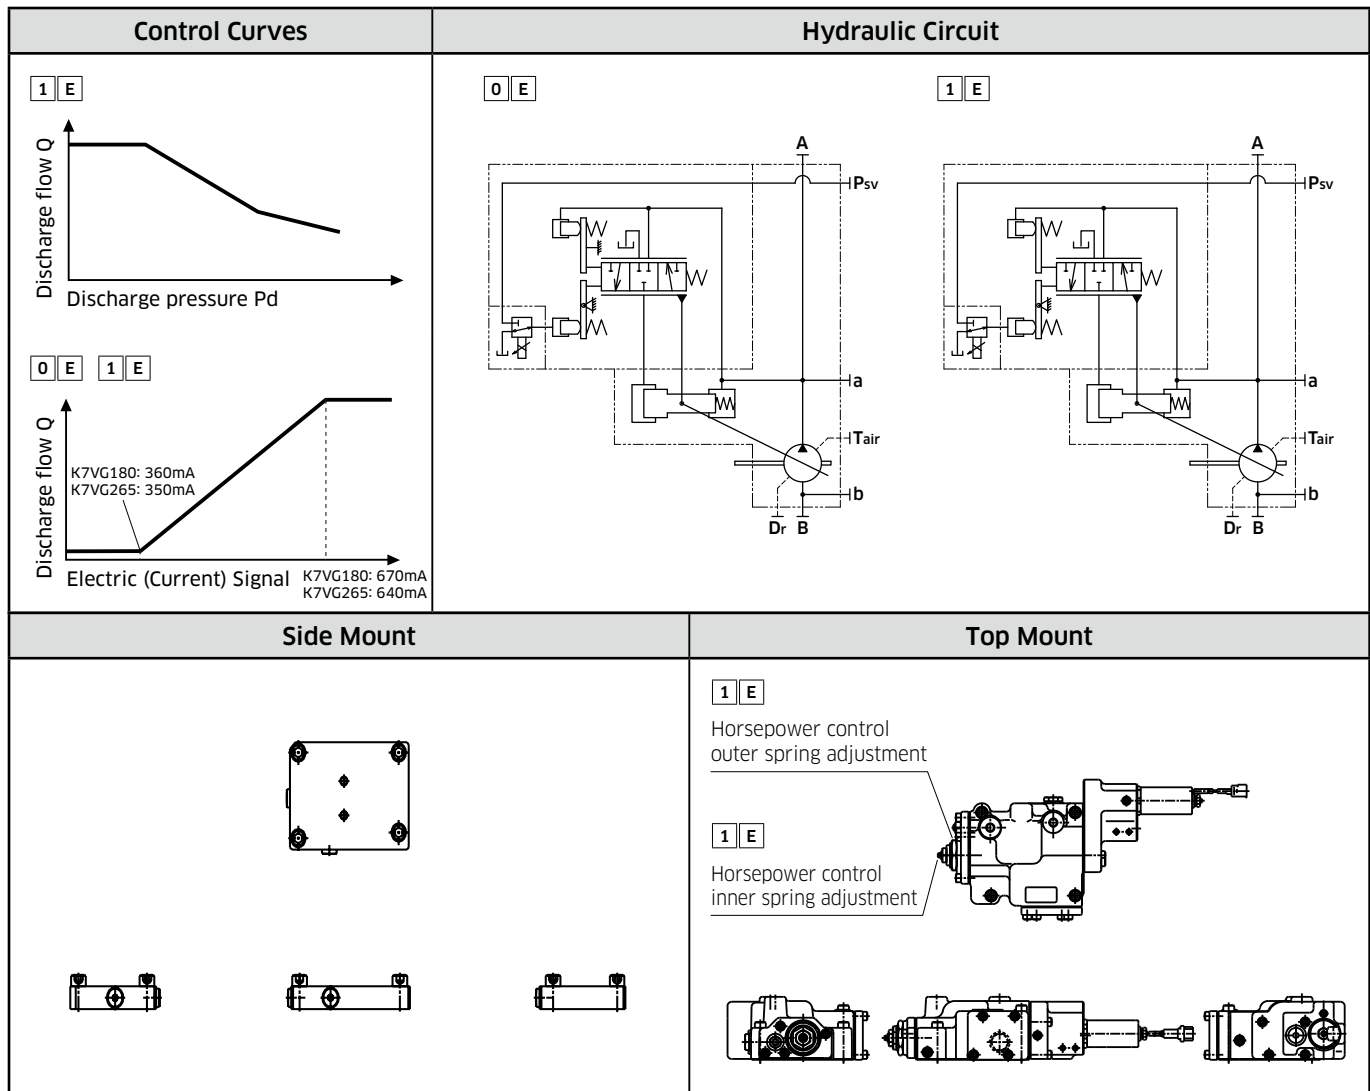 Control Curves
Hydraulic Circuit
1 E
Discharge flow Q
Discharge pressure Pd
0 E 1 E
Discharge flow Q
K7VG180: 360mA
K7VG265: 350mA
Electric (Current) Signal
K7VG180: 670mA
K7VG265: 640mA
0 E
A
Psv
a
Tair
b
Dr B
1 E
A
Psv
a
Tair
b
Dr B
Side Mount
Top Mount
1 E
Horsepower control
outer spring adjustment
1 E
Horsepower control
inner spring adjustment